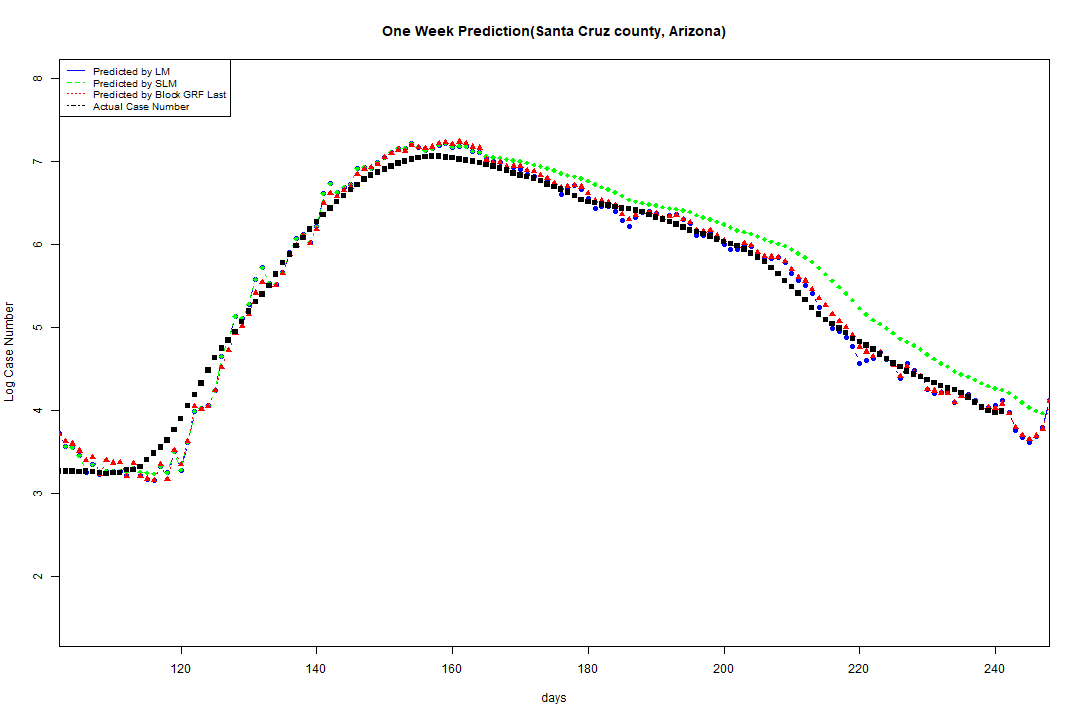 One Week Prediction(Santa Cruz county, Arizona)
Predicted by LM
Predicted by SLM
Predicted by Block GRF Last
Actual Case Number
8
7
6
5
4
3
2
Log Case Number
120 140 160 180 200 220 240
days